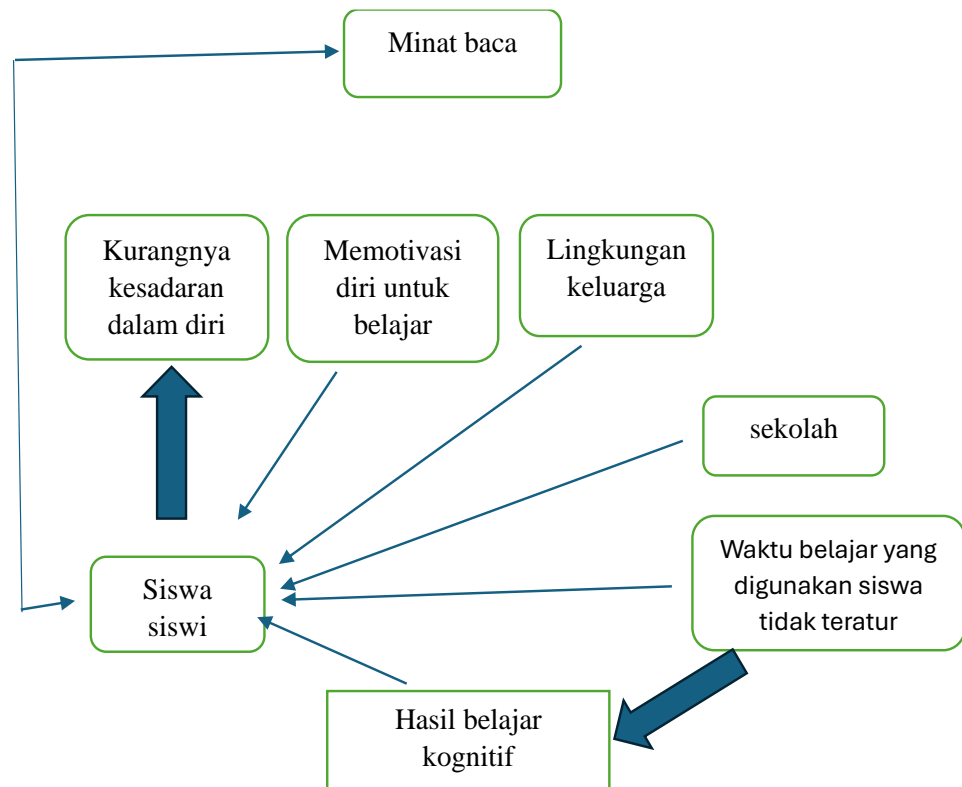 Minat baca
Kurangnya
kesadaran
dalam diri
Memotivasi
diri untuk
belajar
Lingkungan
keluarga
sekolah
Waktu belajar yang
digunakan siswa
tidak teratur
Siswa
siswi
Hasil belajar
kognitif